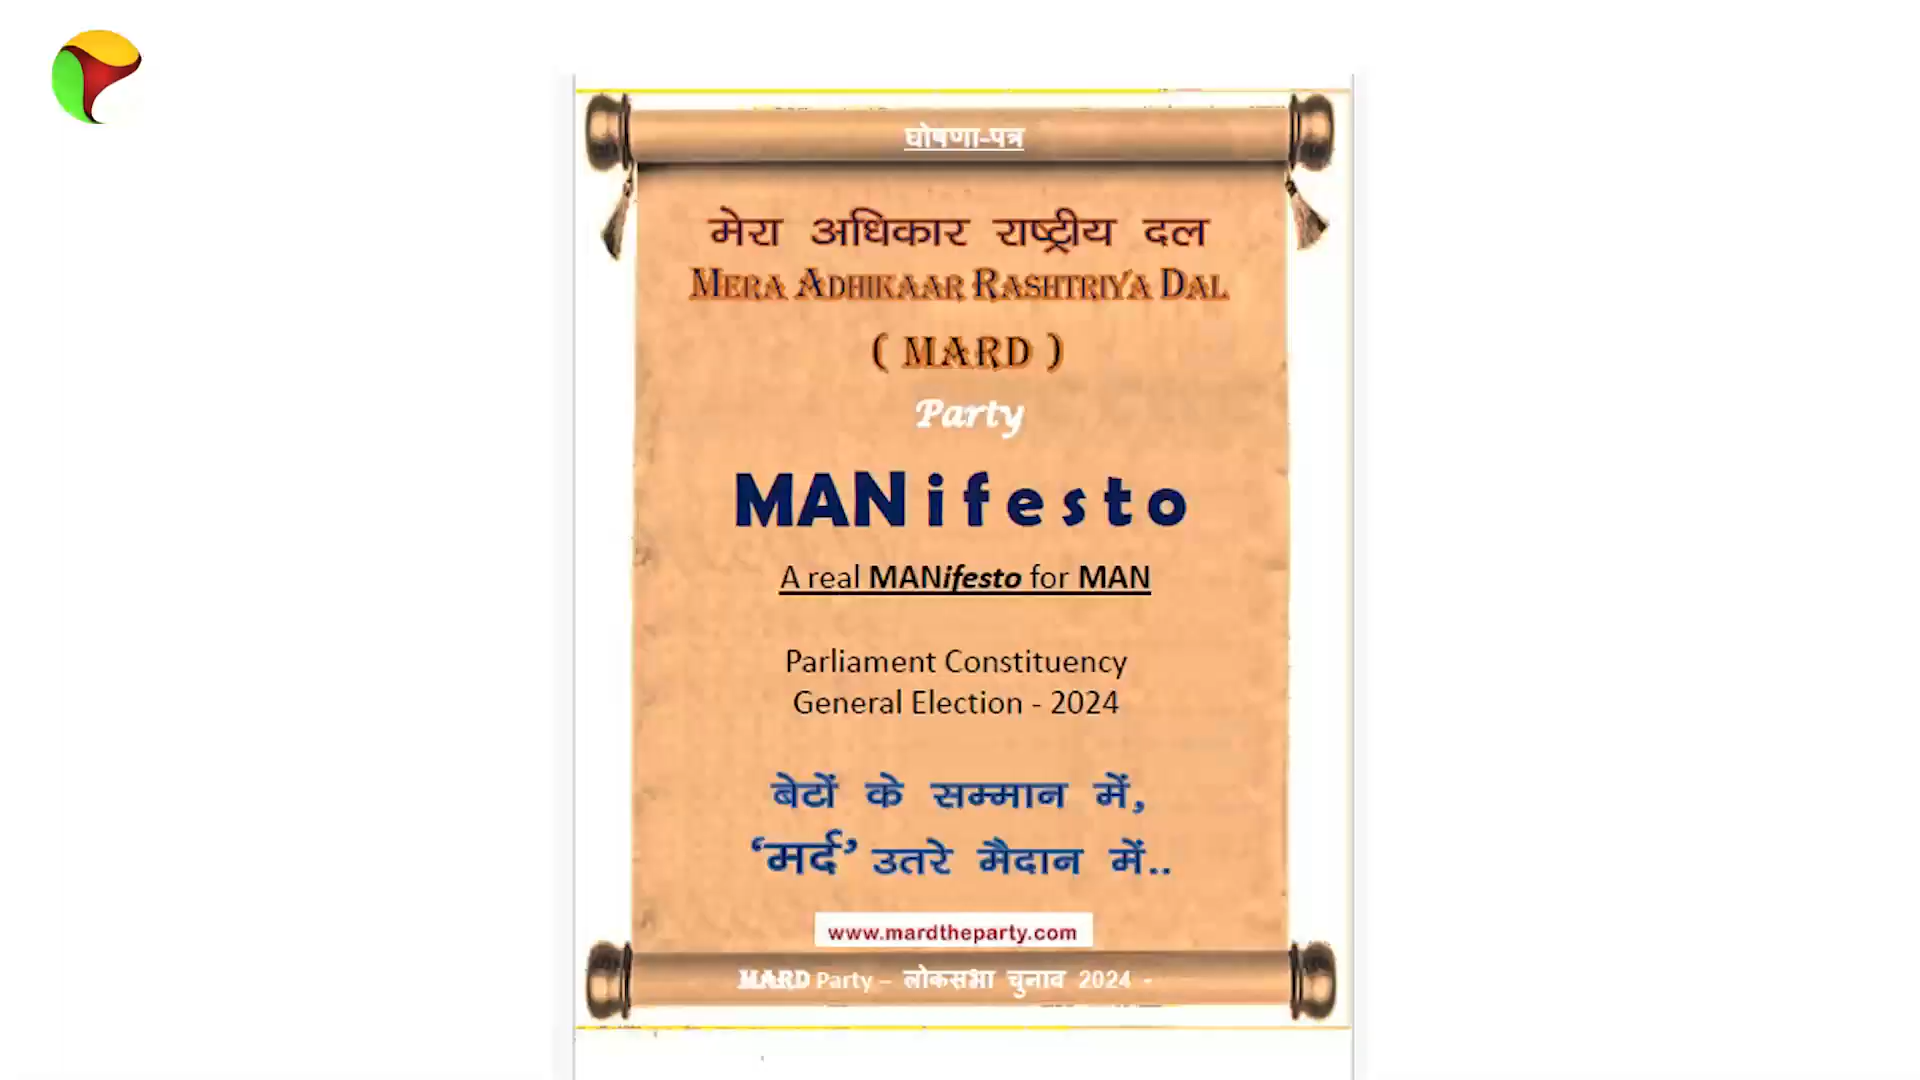 घोषणा-पत्र
मेरा अधिकार राष्ट्रीय दल
MERA ADHIKAAR RASHTRIYA DAL
( MARD )
Party
MANifesto
A real MANifesto for MAN
Parliament Constituency
General Election - 2024
बेटों के सम्मान में,
‘मर्द’ उतरे मैदान में..
www.mardtheparty.com
MARD Party – लोकसभा चुनाव 2024 -